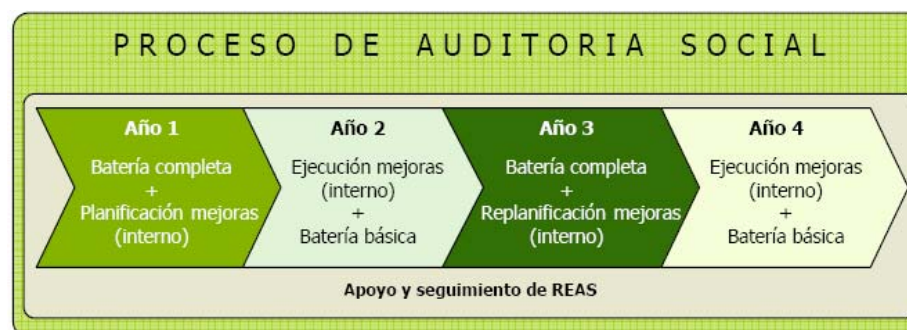 PROCESO DE AUDITORIA SOCIAL
Año 1
Batería completa
+
Planificación mejoras
(interno)
Año 2
Ejecución mejoras
(interno)
+
Batería básica
Año 3
Batería completa
+
Replanificación mejoras
(interno)
Año 4
Ejecución mejoras
(interno)
+
Batería básica
Apoyo y seguimiento de REAS